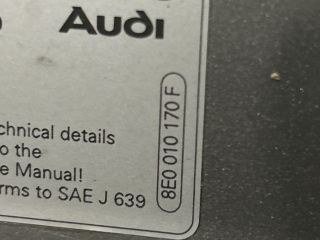 Audi
chnical details
o the
e Manual!
rms to SAE J 639
8E0 010 170 F